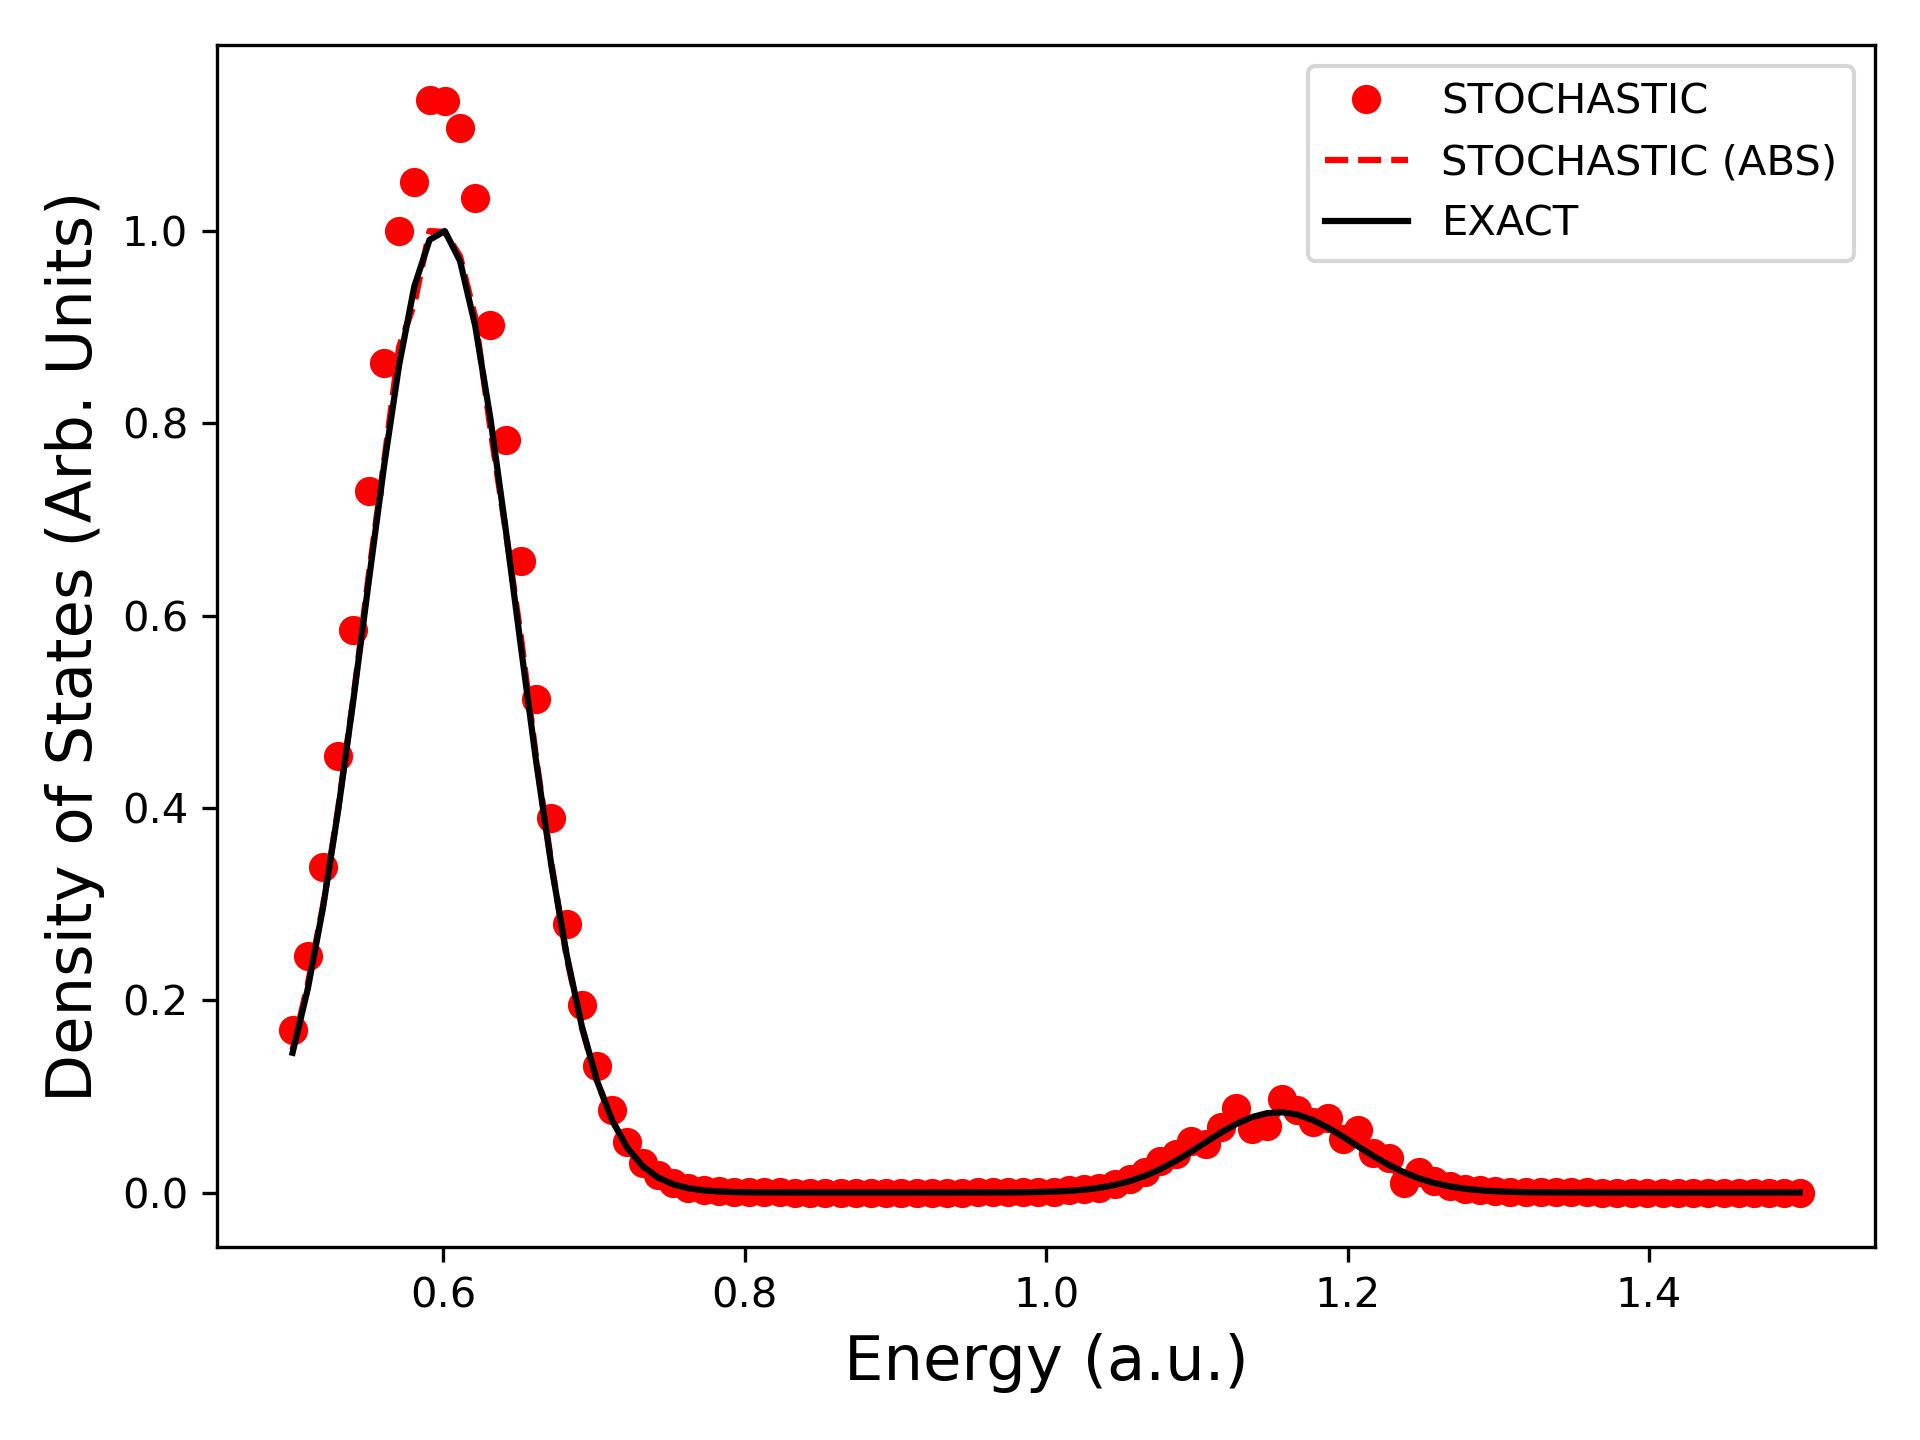 STOCHASTIC
STOCHASTIC (ABS)
EXACT
Density of States (Arb. Units)
1.0
0.8
0.6
0.4
0.2
0.0
0.6 0.8 1.0 1.2 1.4
Energy (a.u.)